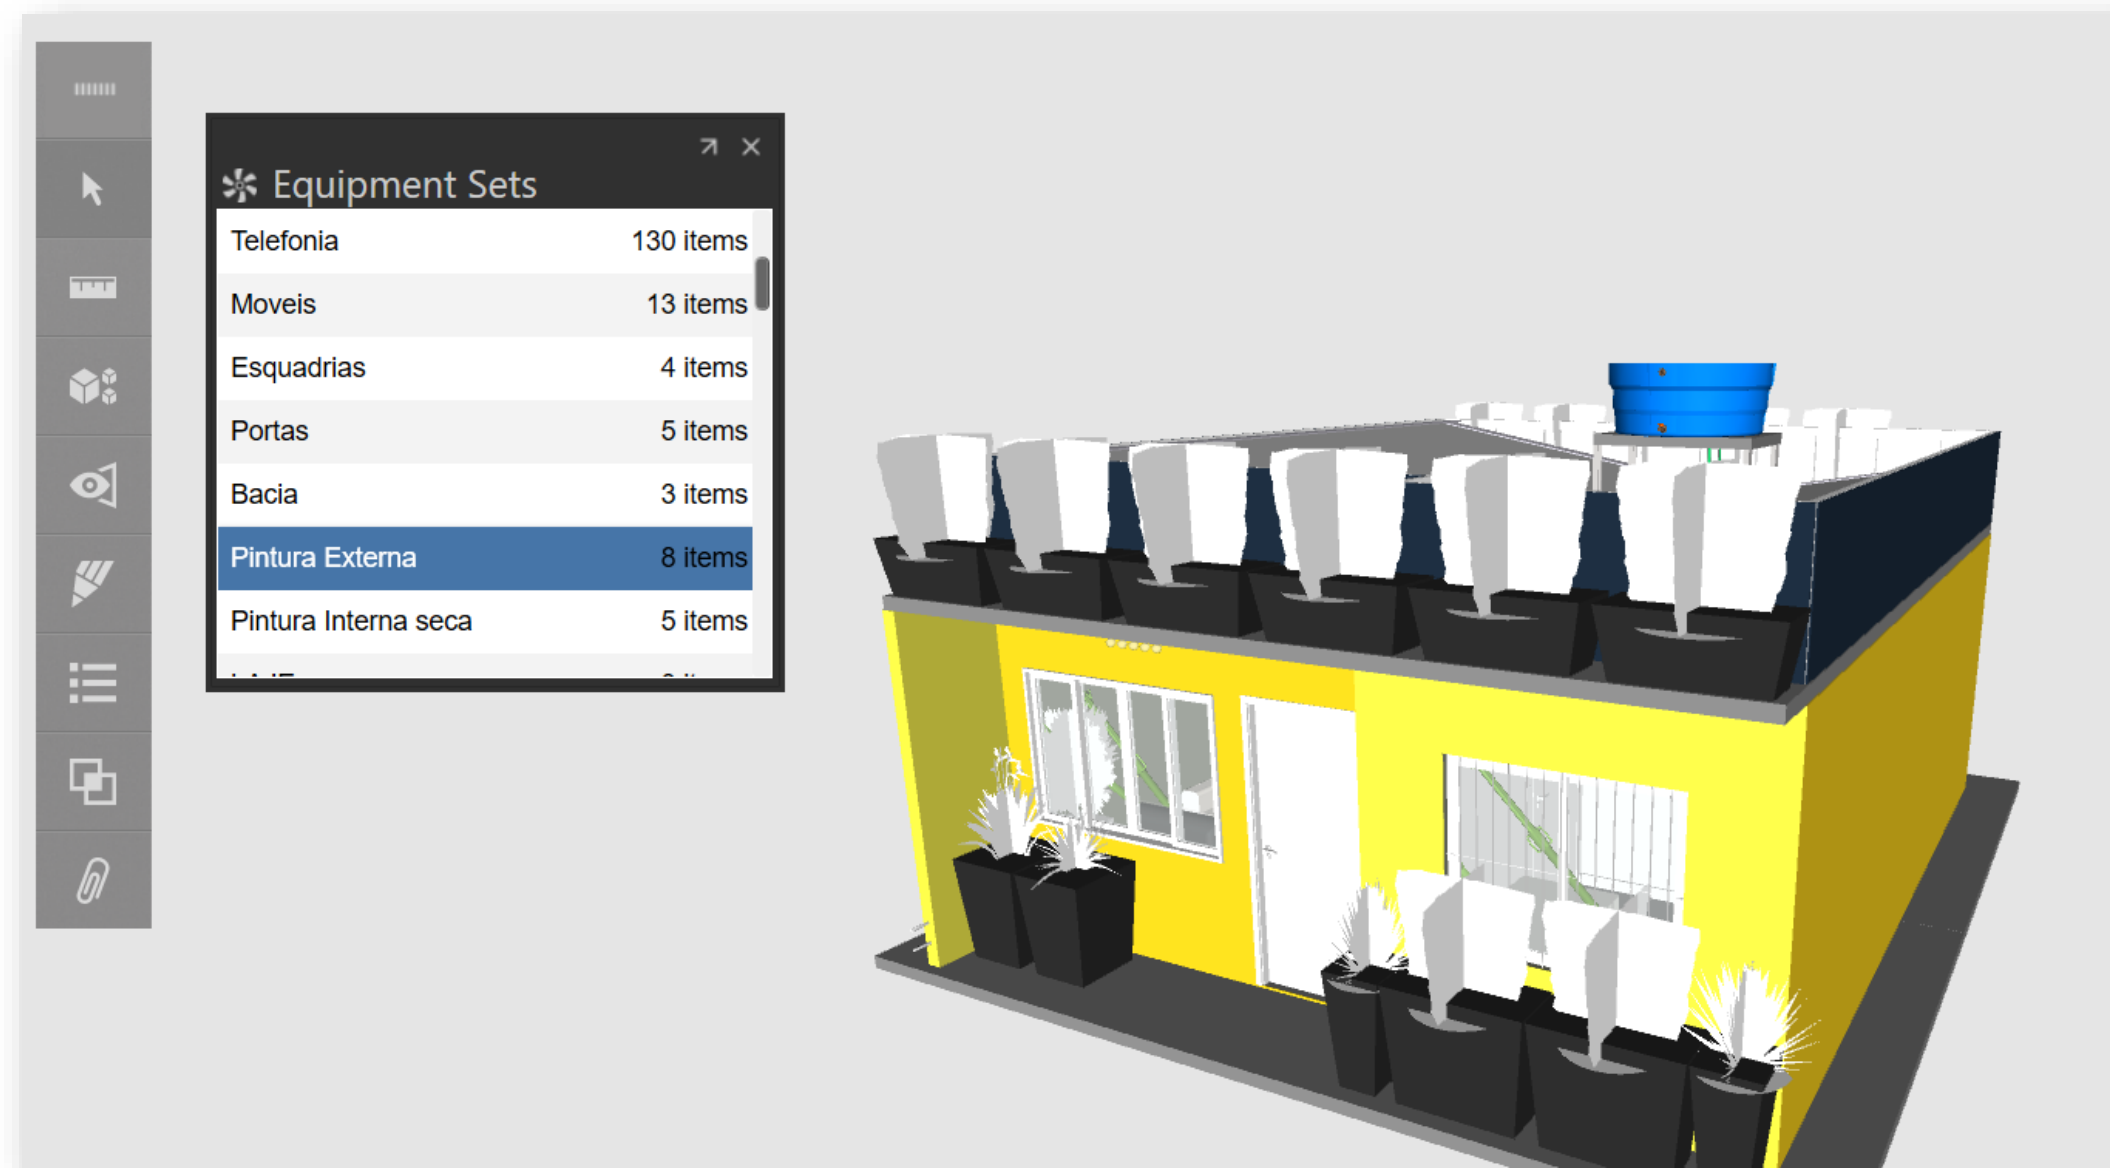 Equipment Sets
Telefonia 130 items
Moveis 13 items
Esquadrias 4 items
Portas 5 items
Bacia 3 items
Pintura Externa 8 items
Pintura Interna seca 5 items